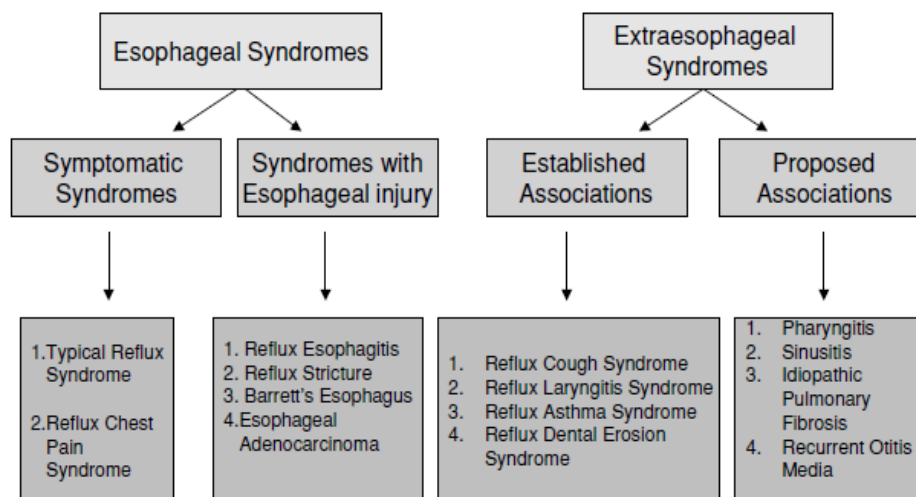 Esophageal Syndromes
Extraesophageal
Syndromes
Symptomatic
Syndromes
Syndromes with
Esophageal injury
Established
Associations
Proposed
Associations
1.Typical Reflux
Syndrome
2.Reflux Chest
Pain
Syndrome
1. Reflux Esophagitis
2. Reflux Stricture
3. Barrett's Esophagus
4.Esophageal
Adenocarcinoma
1. Reflux Cough Syndrome
2. Reflux Laryngitis Syndrome
3. Reflux Asthma Syndrome
4. Reflux Dental Erosion
Syndrome
1. Pharyngitis
2. Sinusitis
3. Idiopathic
Pulmonary
Fibrosis
4. Recurrent Otitis
Media